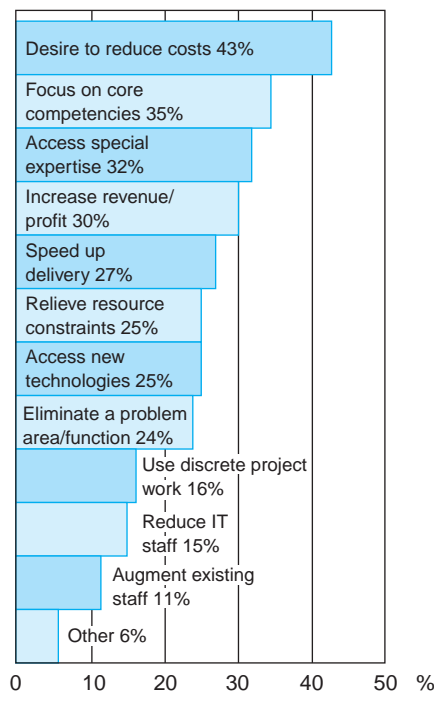 Desire to reduce costs 43%
Focus on core
competencies 35%
Access special
expertise 32%
Increase revenue/
profit 30%
Speed up
delivery 27%
Relieve resource
constraints 25%
Access new
technologies 25%
Eliminate a problem
area/function 24%
Use discrete project
work 16%
Reduce IT
staff 15%
Augment existing
staff 11%
Other 6%
0 10 20 30 40 50 %